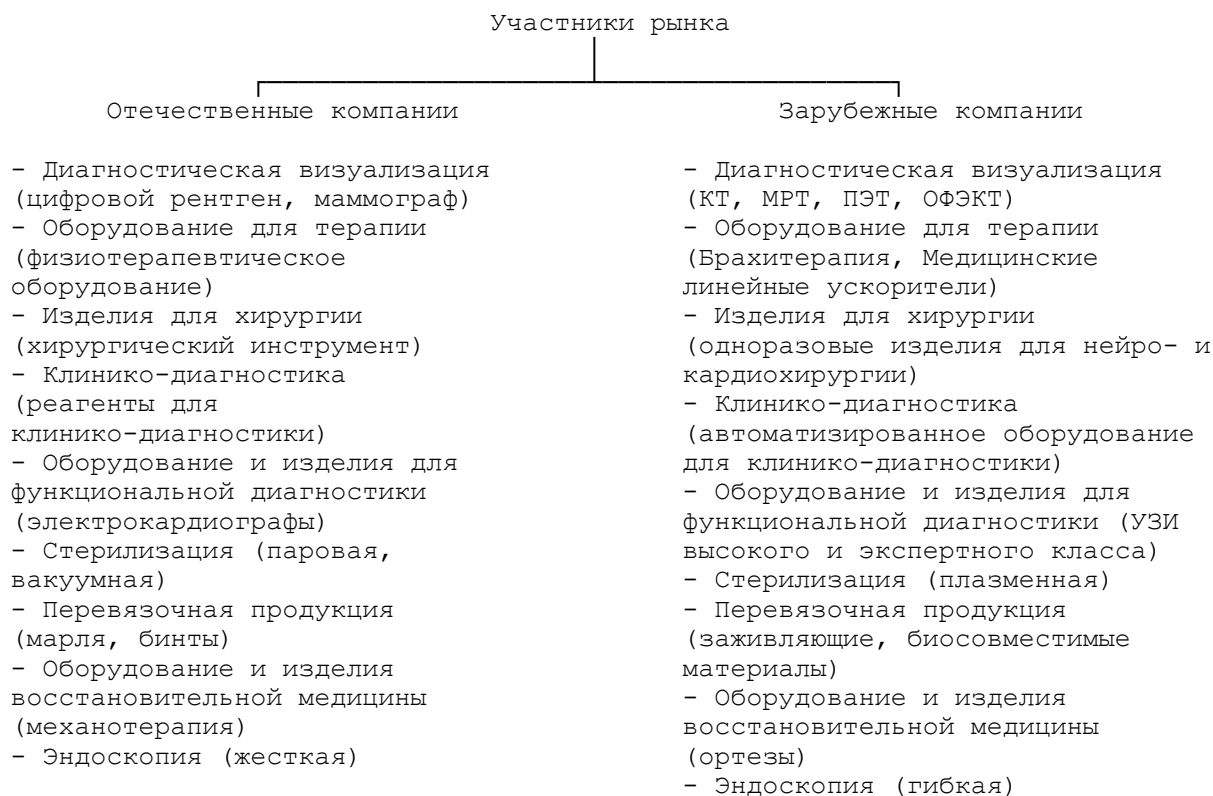 Участники рынка
Отечественные компании
- Диагностическая визуализация
(цифровой рентген, маммограф)
- Оборудование для терапии
(физиотерапевтическое
оборудование)
- Изделия для хирургии
(хирургический инструмент)
- Клинико-диагностика
(реагенты для
клинико-диагностики)
- Оборудование и изделия для
функциональной диагностики
(электрокардиографы)
- Стерилизация (паровая,
вакуумная)
- Перевязочная продукция
(марля, бинты)
- Оборудование и изделия
восстановительной медицины
(механотерапия)
- Эндоскопия (жесткая)
Зарубежные компании
- Диагностическая визуализация
(КТ, МРТ, ПЭТ, ОФЭКТ)
- Оборудование для терапии
(Брахитерапия, Медицинские
линейные ускорители)
- Изделия для хирургии
(одноразовые изделия для нейро- и
кардиохирургии)
- Клинико-диагностика
(автоматизированное оборудование
для клинико-диагностики)
- Оборудование и изделия для
функциональной диагностики (УЗИ
высокого и экспертного класса)
- Стерилизация (плазменная)
- Перевязочная продукция
(заживляющие, биосовместимые
материалы)
- Оборудование и изделия
восстановительной медицины
(ортезы)
- Эндоскопия (гибкая)